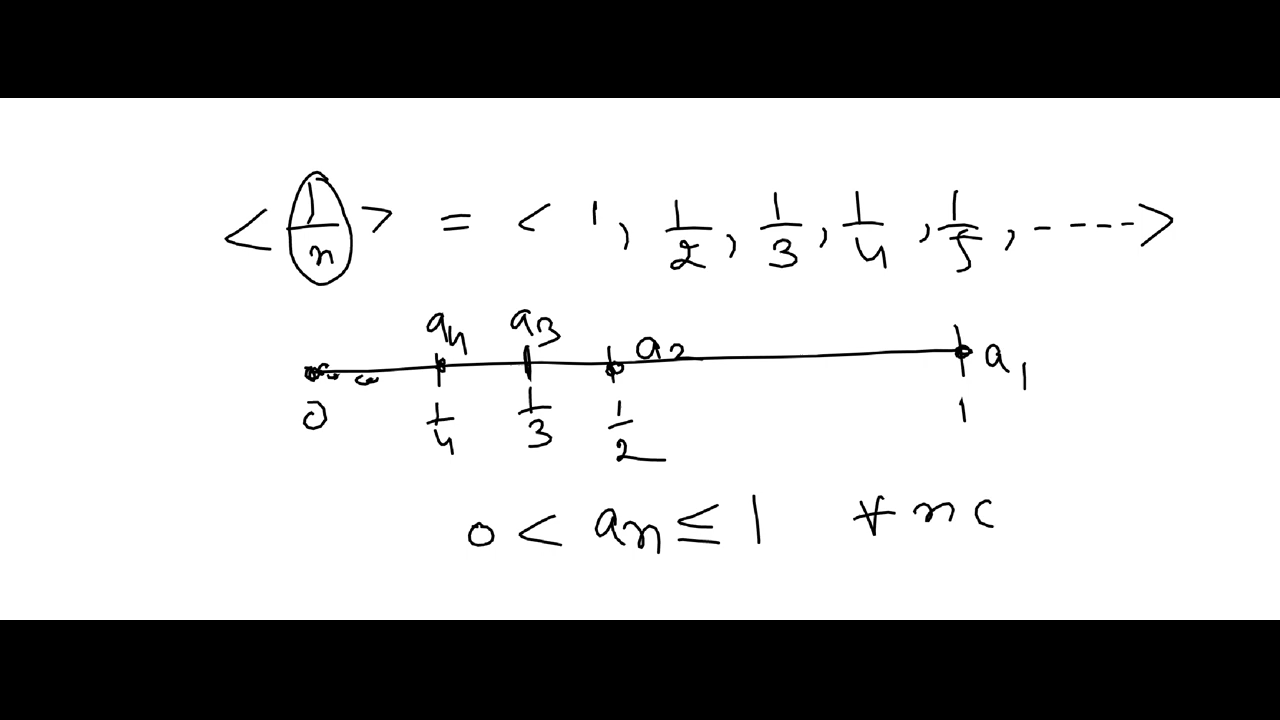 < 1/n > = < 1, 1/2, 1/3, 1/4, 1/5, ----->
a4 a3 a2 a1
0 1/4 1/3 1/2 1
0 < an ≤ 1 ∀ n